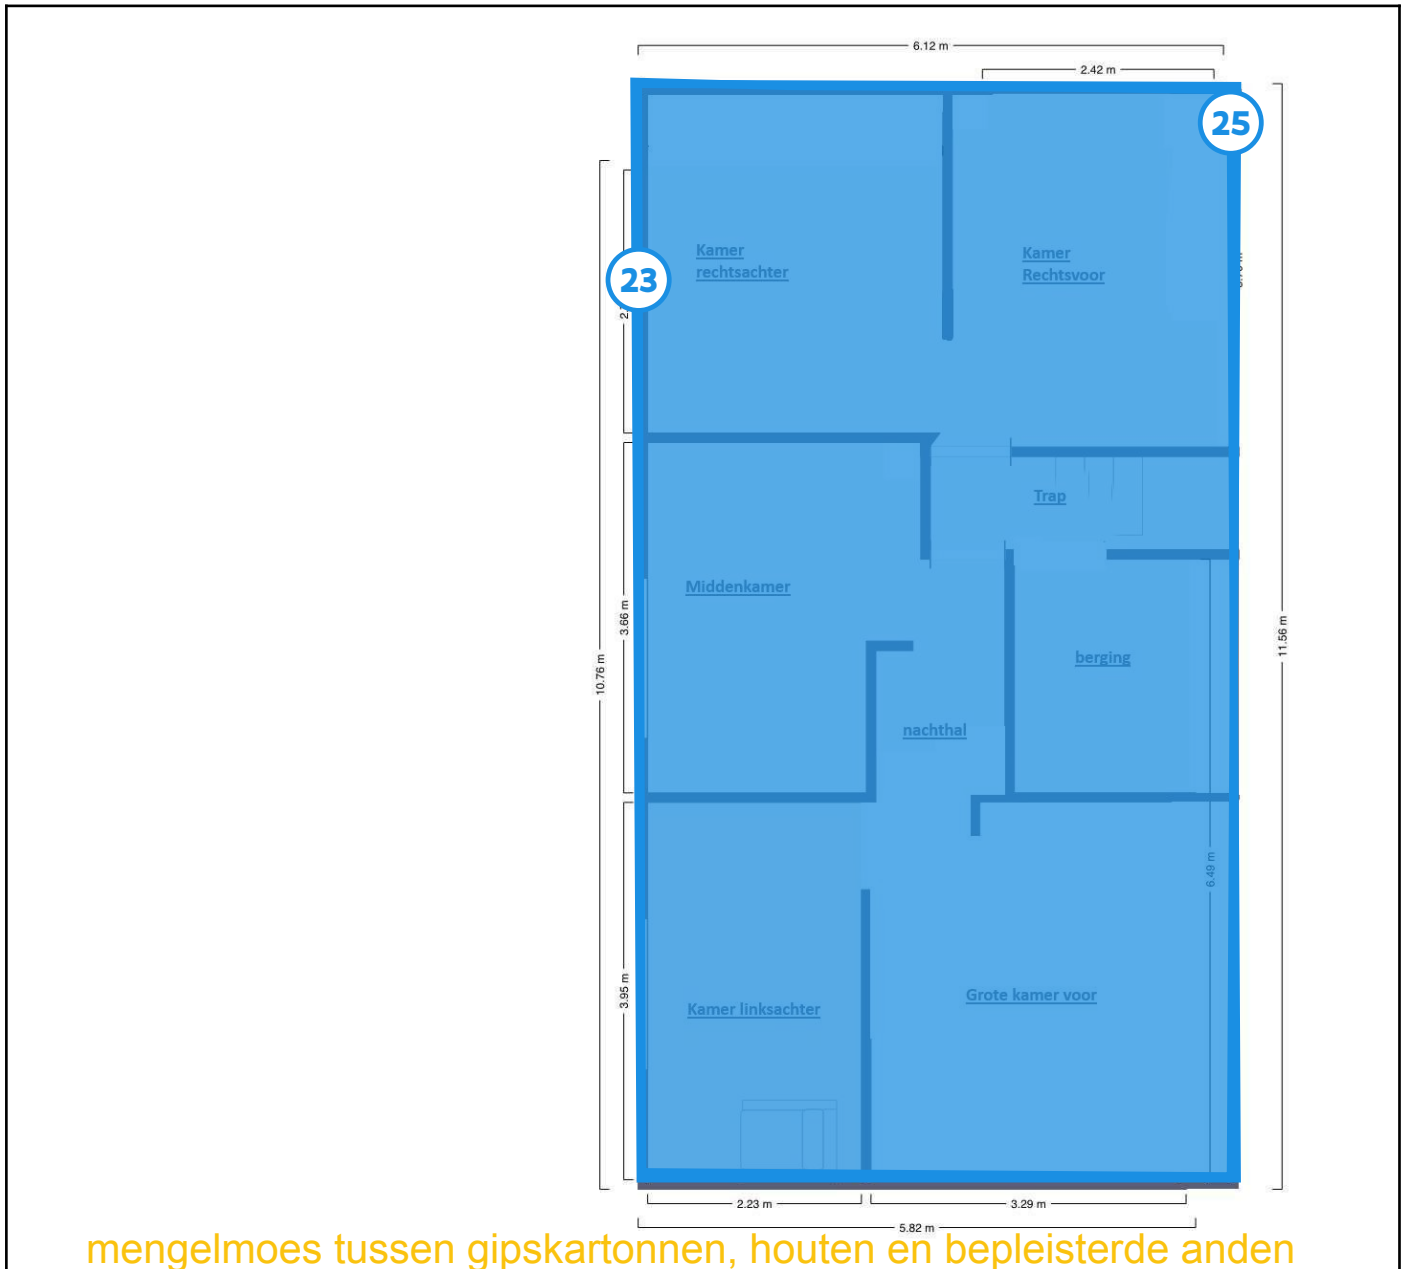 6.12 m
2.42 m
25
Kamer
rechtsachter
Kamer
Rechtsvoor
23
Trap
3.66 m
Middenkamer
11.56 m
10.76 m
berging
nachthal
6.49 m
3.95 m
Kamer linksachter
Grote kamer voor
2.23 m
3.29 m
5.82 m
mengelmoes tussen gipskartonnen, houten en bepleisterde anden